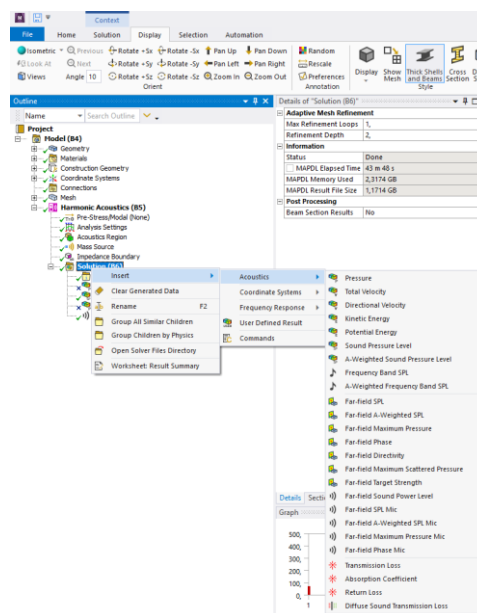 Context
File Home Solution Display Selection Automation
Isometric Previous Rotate +Sx Rotate -Sx Pan Up Pan Down Random
Look At Next Rotate +Sy Rotate -Sy Pan Left Pan Right Rescale
Views Angle 10 Rotate +Sz Rotate -Sz Zoom In Zoom Out Preferences
Display Show Mesh Thick Shells and Beams Cross Section
Orient Annotation Style
Outline
Name Search Outline
Project
Model (B4)
Geometry
Materials
Construction Geometry
Coordinate Systems
Connections
Mesh
Harmonic Acoustics (B5)
Pre-Stress/Modal (None)
Analysis Settings
Acoustics Region
Mass Source
Impedance Boundary
Solution (B6)
Insert
Clear Generated Data
Rename F2
Group All Similar Children
Group Children by Physics
Open Solver Files Directory
Worksheet: Result Summary
Acoustics
Coordinate Systems
Frequency Response
User Defined Result
Commands
Details of "Solution (B6)"
Adaptive Mesh Refinement
Max Refinement Loops 1,
Refinement Depth 2,
Information
Status Done
MAPDL Elapsed Time 43 m 48 s
MAPDL Memory Used 2,3174 GB
MAPDL Result File Size 1,1714 GB
Post Processing
Beam Section Results No
Pressure
Total Velocity
Directional Velocity
Kinetic Energy
Potential Energy
Sound Pressure Level
A-Weighted Sound Pressure Level
Frequency Band SPL
A-Weighted Frequency Band SPL
Far-field SPL
Far-field A-Weighted SPL
Far-field Maximum Pressure
Far-field Phase
Far-field Directivity
Far-field Maximum Scattered Pressure
Far-field Target Strength
Far-field Sound Power Level
Far-field SPL Mic
Far-field A-Weighted SPL Mic
Far-field Maximum Pressure Mic
Far-field Phase Mic
Transmission Loss
Absorption Coefficient
Return Loss
Diffuse Sound Transmission Loss
Details
Graph
500,
400,
300,
200,
100,
0,
1